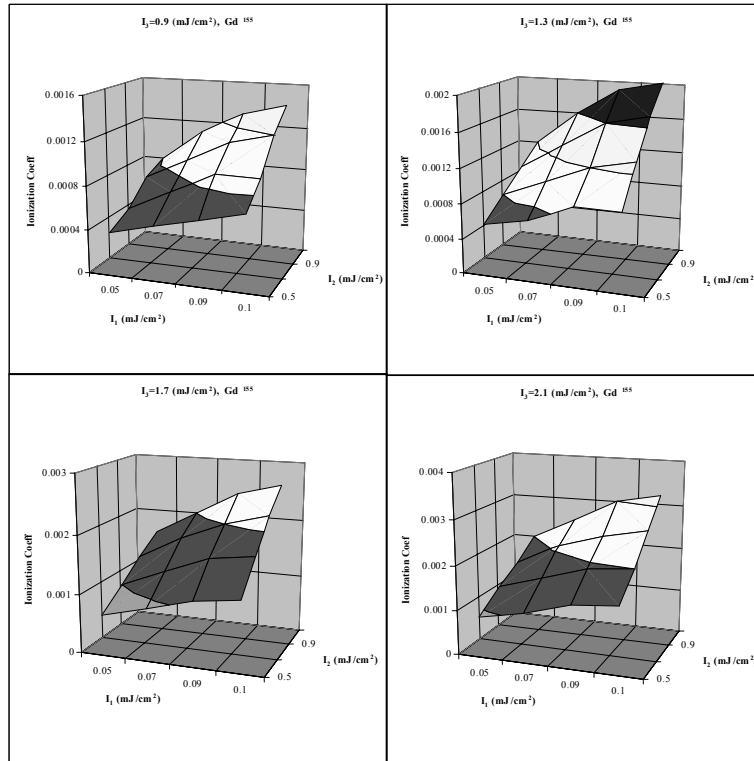 I₃=0.9 (mJ/cm²), Gd ¹⁵⁵
0.0016
0.0012
0.0008
0.0004
0
Ionization Coeff
0.05
0.07
0.09
0.1
I₁ (mJ/cm²)
0.5
0.9
I₂ (mJ/cm²)
I₃=1.3 (mJ/cm²), Gd ¹⁵⁵
0.002
0.0016
0.0012
0.0008
0.0004
0
Ionization Coeff
0.05
0.07
0.09
0.1
I₁ (mJ/cm²)
0.5
0.9
I₂ (mJ/cm²)
I₃=1.7 (mJ/cm²), Gd ¹⁵⁵
0.003
0.002
0.001
0
Ionization Coeff
0.05
0.07
0.09
0.1
I₁ (mJ/cm²)
0.5
0.9
I₂ (mJ/cm²)
I₃=2.1 (mJ/cm²), Gd ¹⁵⁵
0.004
0.003
0.002
0.001
0
Ionization Coef
0.05
0.07
0.09
0.1
I₁ (mJ/cm²)
0.5
0.9
I₂ (mJ/cm²)